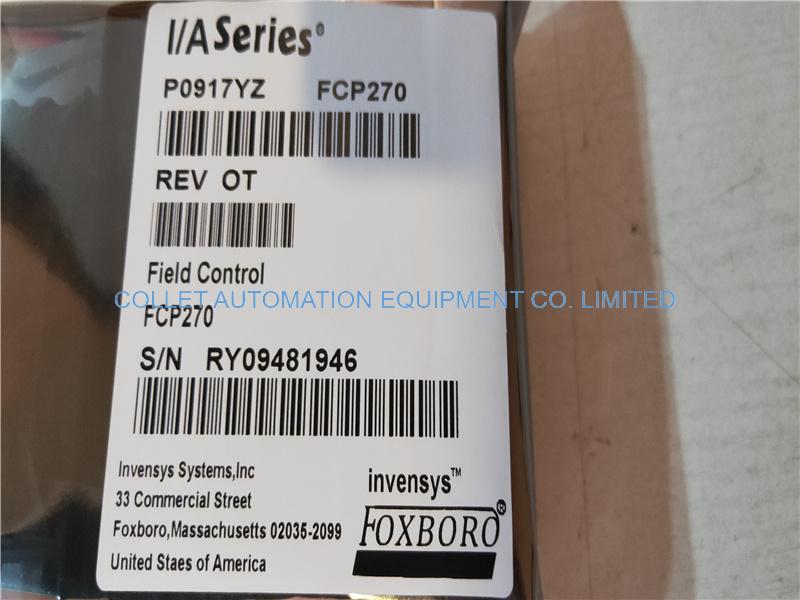 I/A Series®
P0917YZ FCP270
REV OT
Field Control
COLLET AUTOMATION EQUIPMENT CO. LIMITED
FCP270
S/N RY09481946
Invensys Systems,Inc
33 Commercial Street
Foxboro,Massachusetts 02035-2099
United Staes of America
invensys™
FOXBORO®